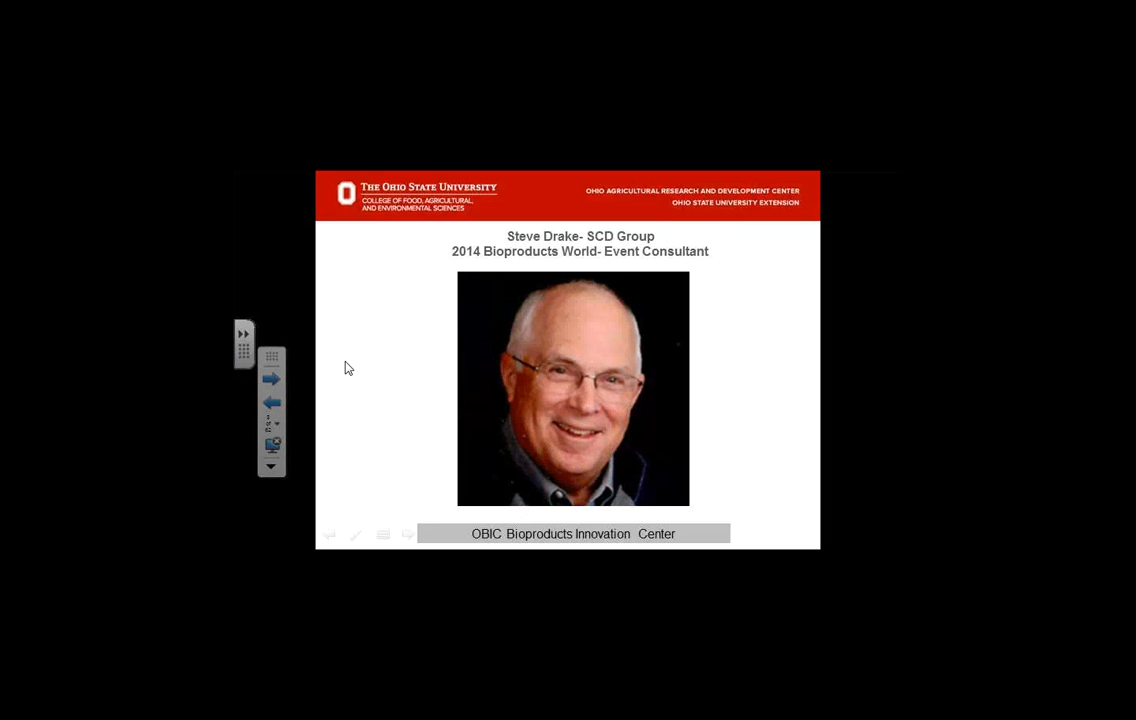 THE OHIO STATE UNIVERSITY
COLLEGE OF FOOD, AGRICULTURAL,
AND ENVIRONMENTAL SCIENCES
OHIO AGRICULTURAL RESEARCH AND DEVELOPMENT CENTER
OHIO STATE UNIVERSITY EXTENSION
Steve Drake- SCD Group
2014 Bioproducts World- Event Consultant
OBIC Bioproducts Innovation Center